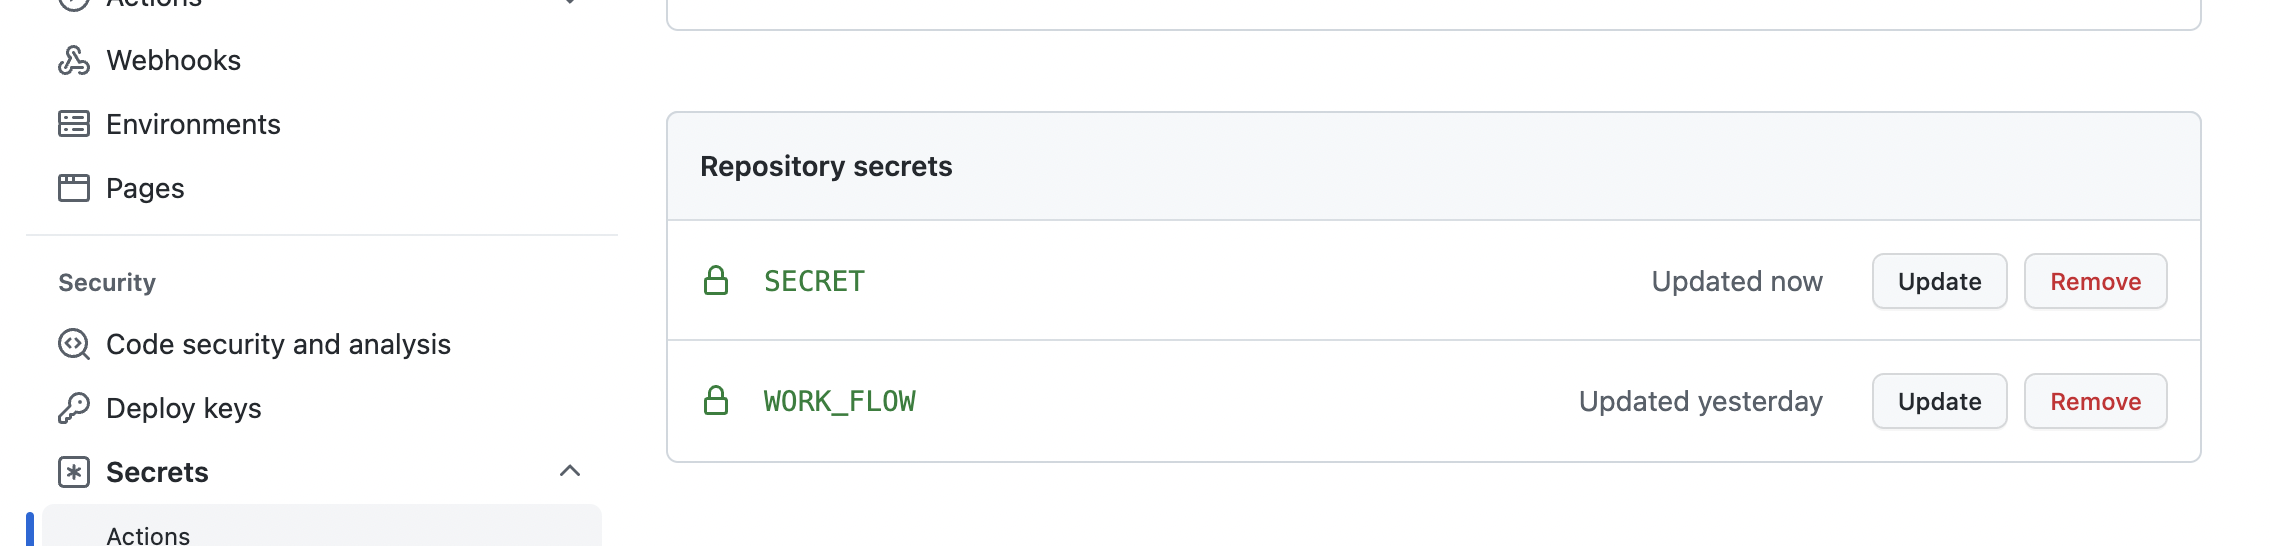 Actions
Webhooks
Environments
Pages
Security
Code security and analysis
Deploy keys
Secrets
Actions
Repository secrets
SECRET Updated now Update Remove
WORK_FLOW Updated yesterday Update Remove